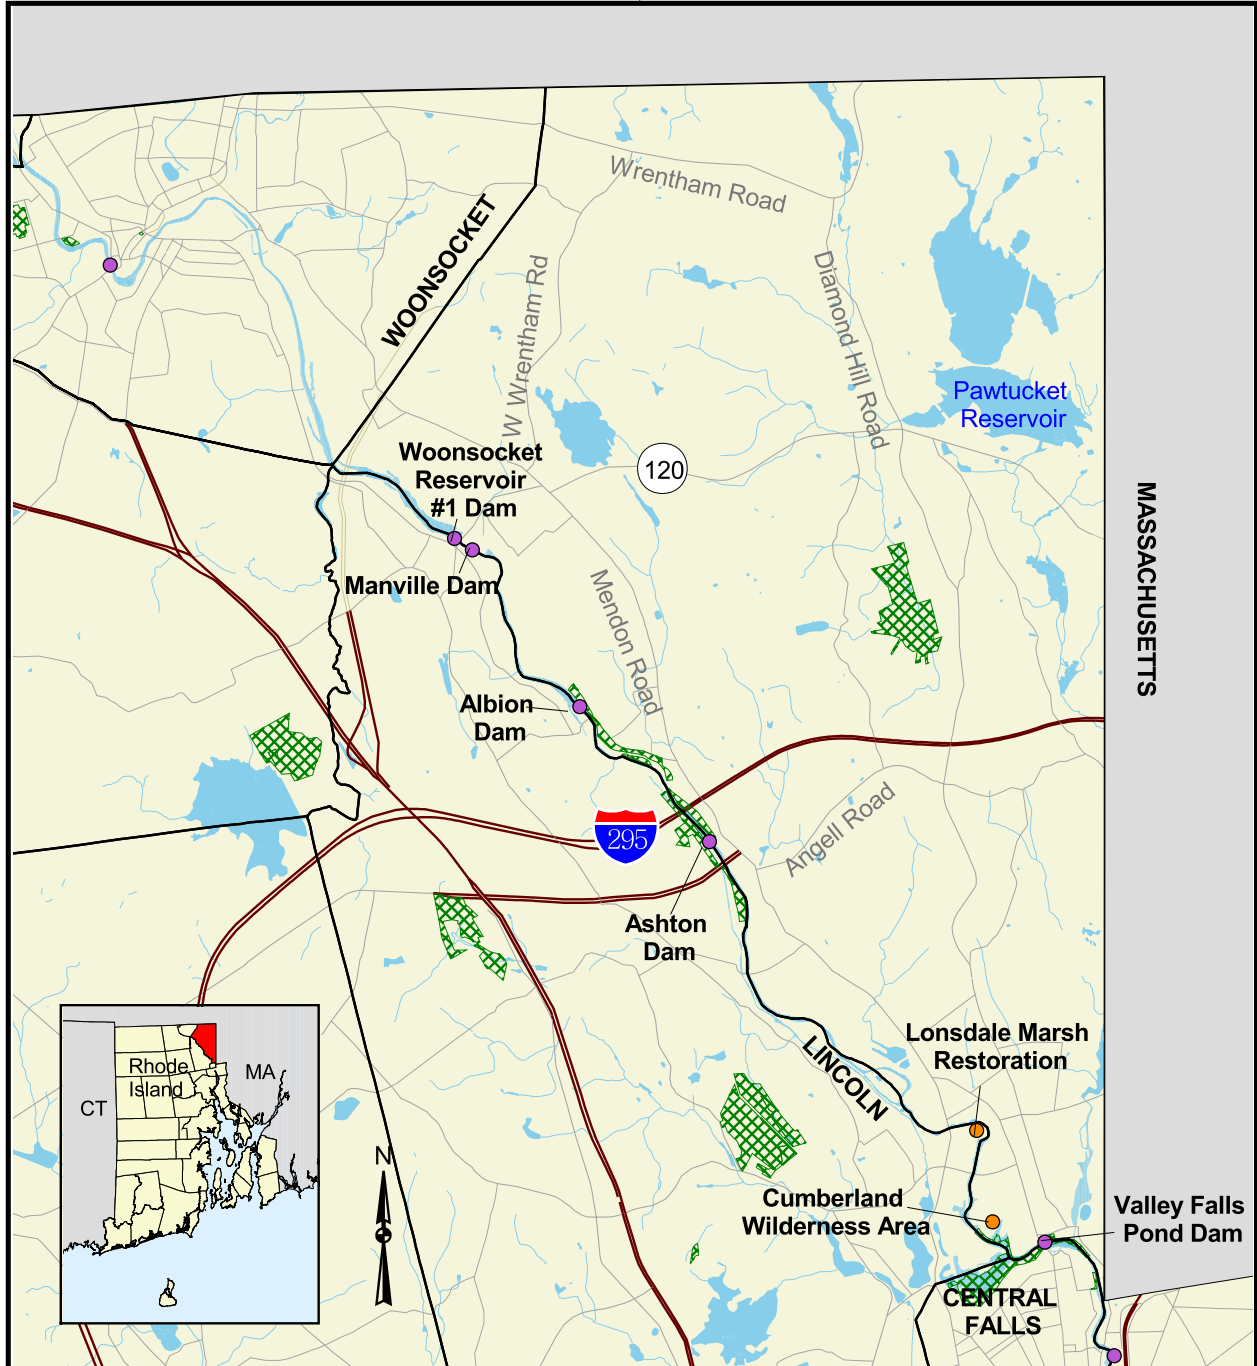 Wrentham Road
WOONSOCKET
W Wrentham Rd
Diamond Hill Road
Pawtucket
Reservoir
Woonsocket
Reservoir
#1 Dam
120
MASSACHUSETTS
Manville Dam
Mendon Road
Albion
Dam
295
Angell Road
Ashton
Dam
Lonsdale Marsh
Restoration
LINCOLN
Rhode
Island
MA
CT
N
Cumberland
Wilderness Area
Valley Falls
Pond Dam
CENTRAL
FALLS